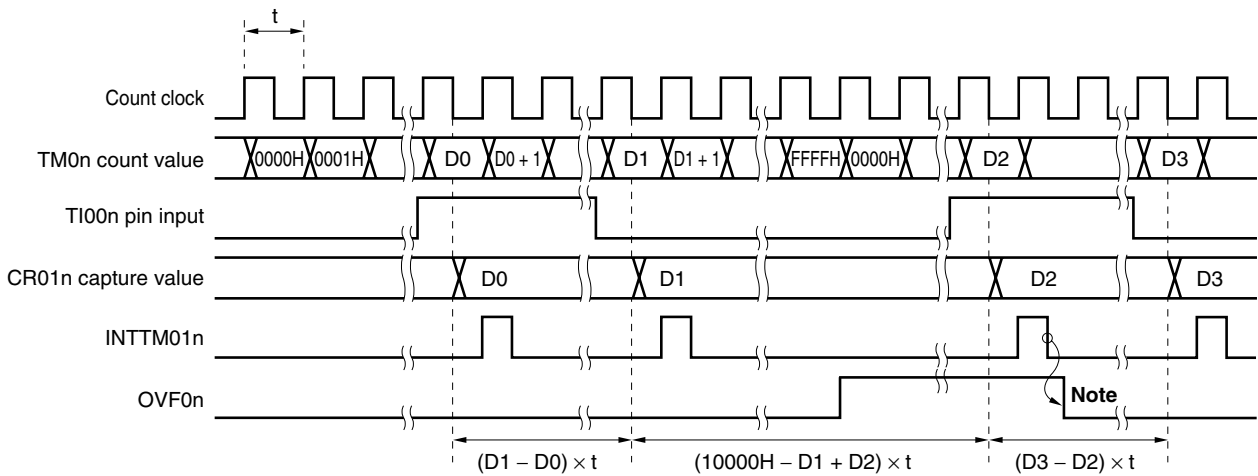 t
Count clock
TM0n count value 0000H 0001H D0 D0 + 1 D1 D1 + 1 FFFFH 0000H D2 D3
TI00n pin input
CR01n capture value D0 D1 D2 D3
INTTM01n
OVF0n Note
(D1 − D0) × t (10000H − D1 + D2) × t (D3 − D2) × t